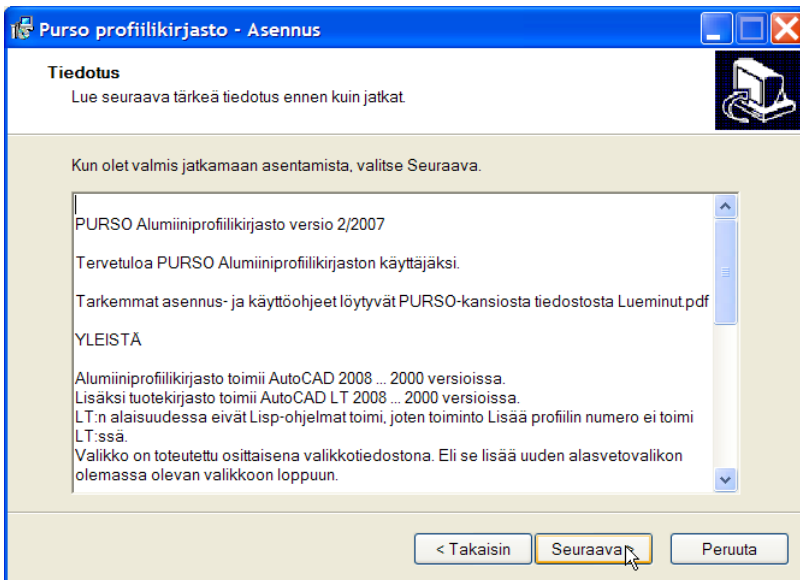 Purso profiilikirjasto - Asennus
Tiedotus
Lue seuraava tärkeä tiedotus ennen kuin jatkat.
Kun olet valmis jatkamaan asentamista, valitse Seuraava.
PURSO Alumiiniprofiilikirjasto versio 2/2007
Tervetuloa PURSO Alumiiniprofiilikirjaston käyttäjäksi.
Tarkemmat asennus- ja käyttöohjeet löytyvät PURSO-kansiosta tiedostosta Lueminut.pdf
YLEISTÄ
Alumiiniprofiilikirjasto toimii AutoCAD 2008 ... 2000 versioissa.
Lisäksi tuotekirjasto toimii AutoCAD LT 2008 ... 2000 versioissa.
LT:n alaisuudessa eivät Lisp-ohjelmat toimi, joten toiminto Lisää profiilin numero ei toimi
LT:ssä.
Valikko on toteutettu osittaisena valikkotiedostona. Eli se lisää uuden alasvetovalikon
olemassa olevan valikkoon loppuun.
< Takaisin
Seuraava >
Peruuta